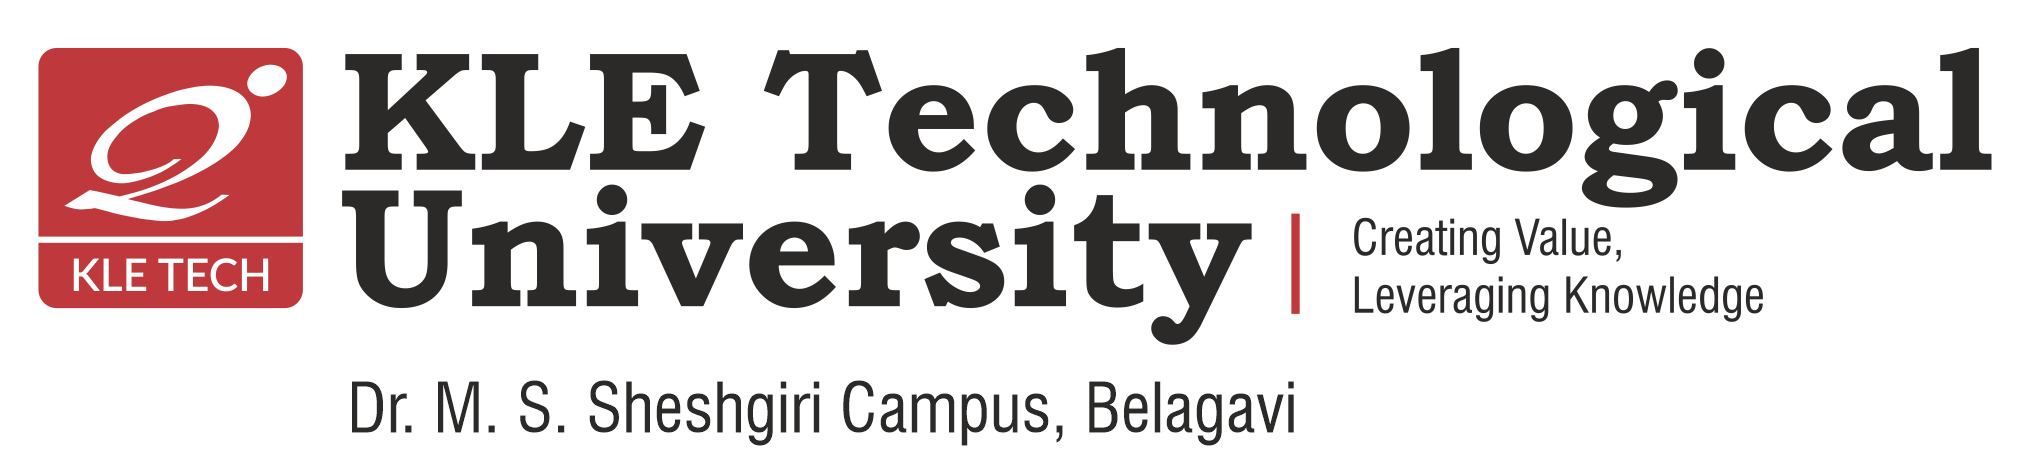 KLE TECH
KLE Technological
University
Creating Value,
Leveraging Knowledge
Dr. M. S. Sheshgiri Campus, Belagavi